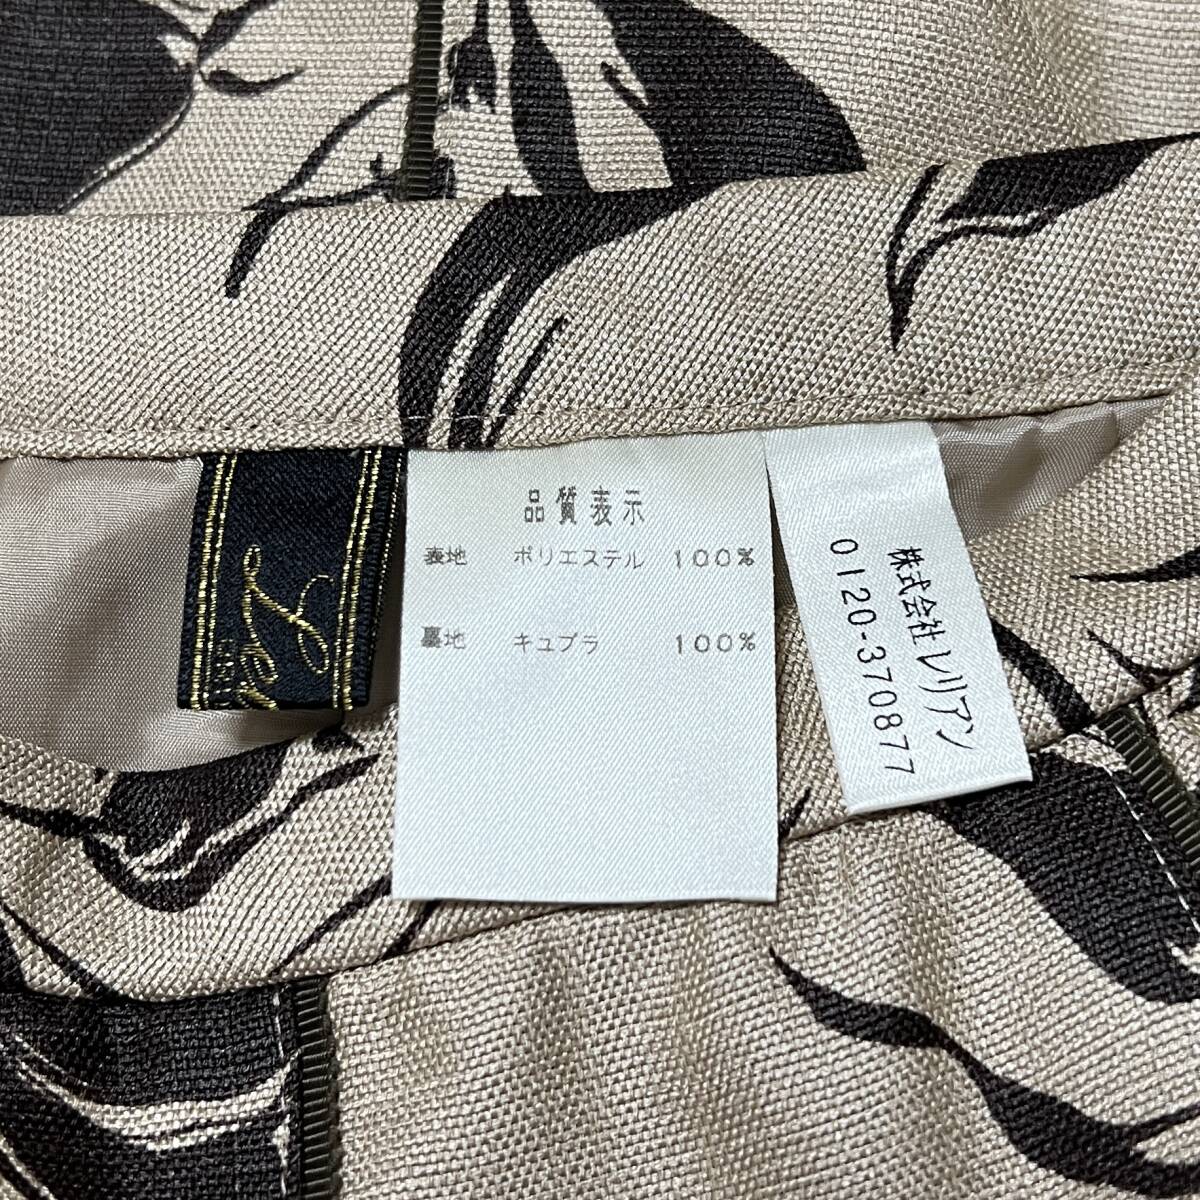 品質表示
表地 ポリエステル 100%
裏地 キュプラ 100%
株式会社レリアン
0120-370877